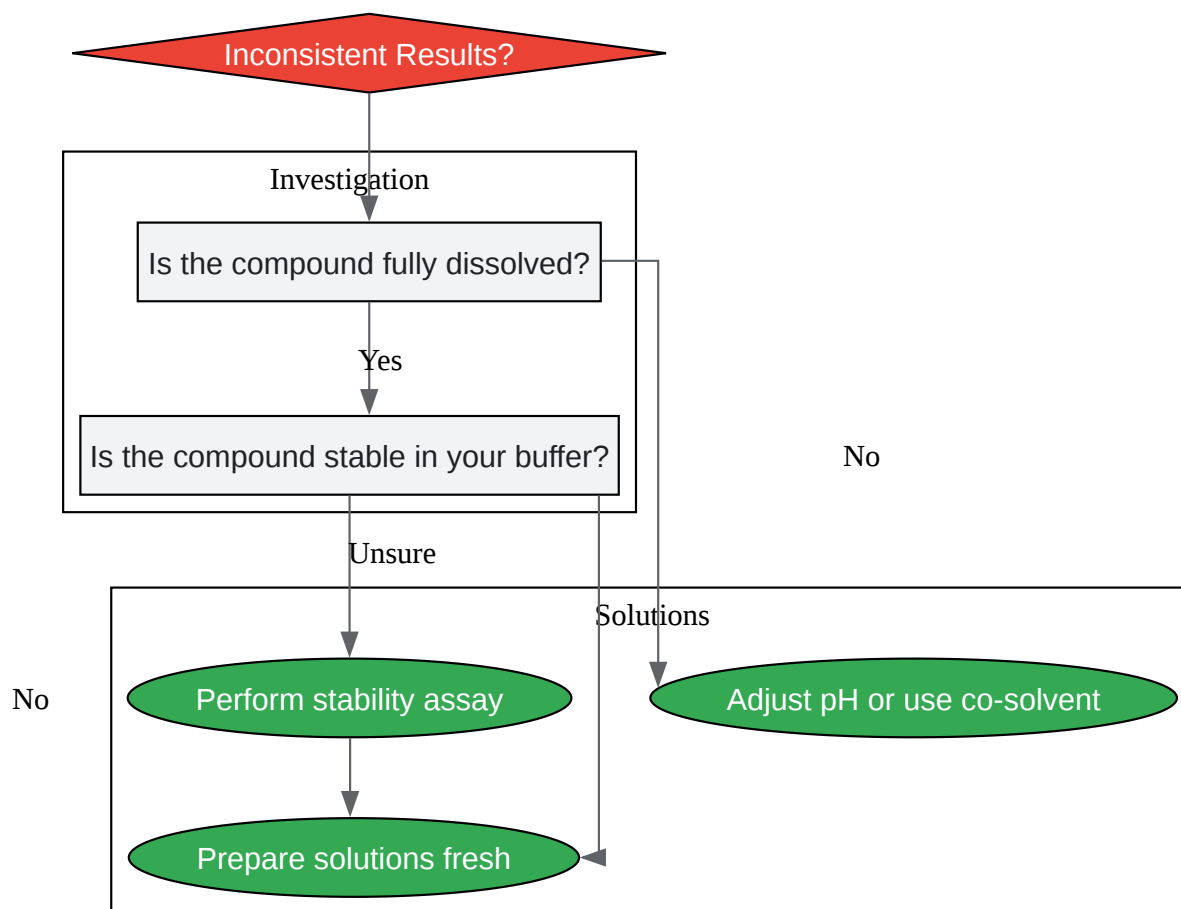 Inconsistent Results?
Investigation
Is the compound fully dissolved?
Yes
Is the compound stable in your buffer?
No
Unsure
Solutions
No
Perform stability assay
Adjust pH or use co-solvent
Prepare solutions fresh